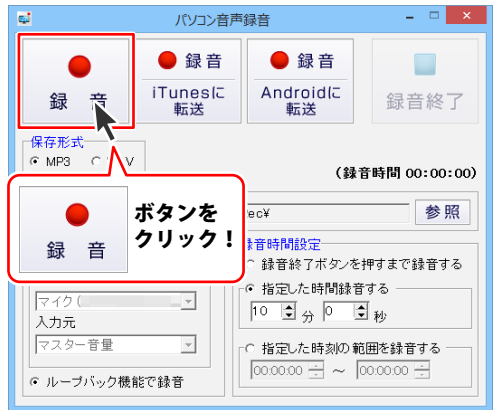 パソコン音声録音
録音
録音
iTunesに
転送
録音
Androidに
転送
録音終了
保存形式
MP3
V
(録音時間 00:00:00)
録音
ボタンを
クリック！
ec¥
参照
音時間設定
録音終了ボタンを押すまで録音する
指定した時間録音する
10 分 0 秒
マイク (
入力元
マスター音量
指定した時刻の範囲を録音する
00:00:00 ～ 00:00:00
ループバック機能で録音